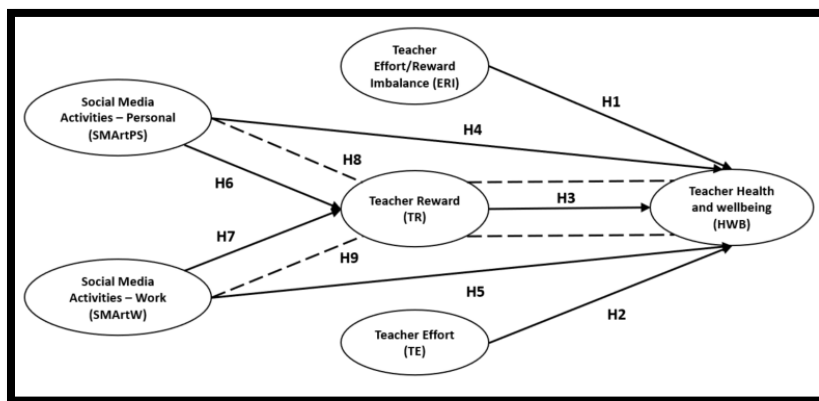 Teacher
Effort/Reward
Imbalance (ERI)
H1
Social Media
Activities – Personal
(SMArtPS)
H4
H8
H6
Teacher Reward
(TR)
H3
Teacher Health
and wellbeing
(HWB)
H7
H9
Social Media
Activities – Work
(SMArtW)
H5
H2
Teacher Effort
(TE)